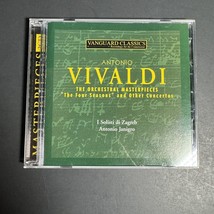 VANGUARD CLASSICS
ANTONIO
VIVALDI
THE ORCHESTRAL MASTERPIECES
"The Four Seasons" and Other Concertos
I Solisti di Zagreb
Antonio Janigro
MASTERPIECES